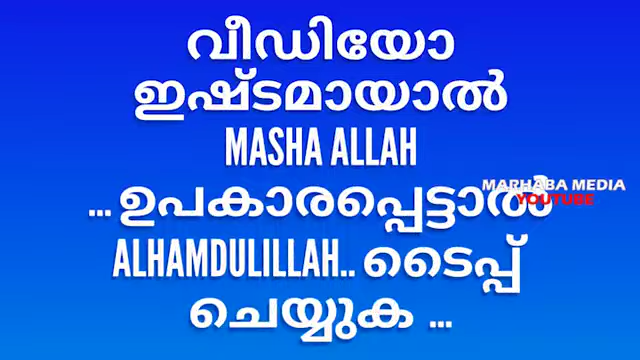 വീഡിയോ
ഇഷ്ടമായാൽ
MASHA ALLAH
... ഉപകാരപ്പെട്ടാൽ
MARHABA MEDIA
YOUTUBE
ALHAMDULILLAH.. ടൈപ്പ്
ചെയ്യുക ...